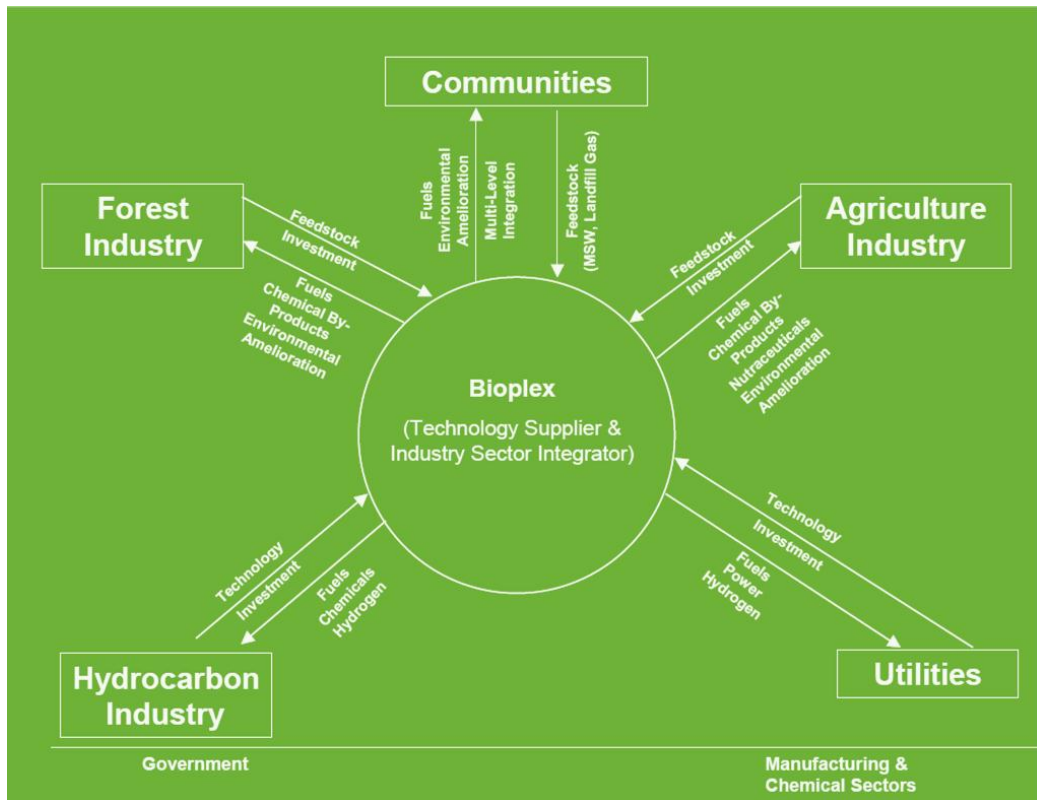 Communities
Fuels
Environmental
Amelioration
Multi-Level
Integration
Feedstock
(MSW, Landfill Gas)
Forest
Industry
Feedstock
Investment
Fuels
Chemical By-
Products
Environmental
Amelioration
Agriculture
Industry
Feedstock
Investment
Fuels
Chemical By-
Products
Nutraceuticals
Environmental
Amelioration
Bioplex
(Technology Supplier &
Industry Sector Integrator)
Technology
Investment
Fuels
Chemicals
Hydrogen
Hydrocarbon
Industry
Technology
Investment
Fuels
Power
Hydrogen
Utilities
Government
Manufacturing &
Chemical Sectors